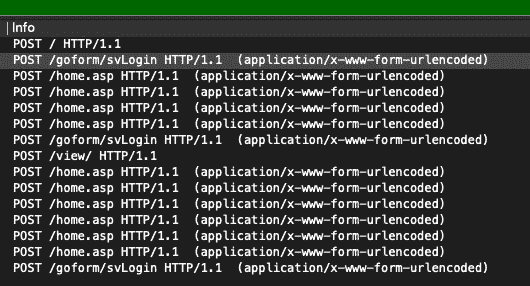 Info
POST / HTTP/1.1
POST /goform/svLogin HTTP/1.1 (application/x-www-form-urlencoded)
POST /home.asp HTTP/1.1 (application/x-www-form-urlencoded)
POST /home.asp HTTP/1.1 (application/x-www-form-urlencoded)
POST /home.asp HTTP/1.1 (application/x-www-form-urlencoded)
POST /home.asp HTTP/1.1 (application/x-www-form-urlencoded)
POST /goform/svLogin HTTP/1.1 (application/x-www-form-urlencoded)
POST /view/ HTTP/1.1
POST /home.asp HTTP/1.1 (application/x-www-form-urlencoded)
POST /home.asp HTTP/1.1 (application/x-www-form-urlencoded)
POST /home.asp HTTP/1.1 (application/x-www-form-urlencoded)
POST /home.asp HTTP/1.1 (application/x-www-form-urlencoded)
POST /home.asp HTTP/1.1 (application/x-www-form-urlencoded)
POST /home.asp HTTP/1.1 (application/x-www-form-urlencoded)
POST /goform/svLogin HTTP/1.1 (application/x-www-form-urlencoded)